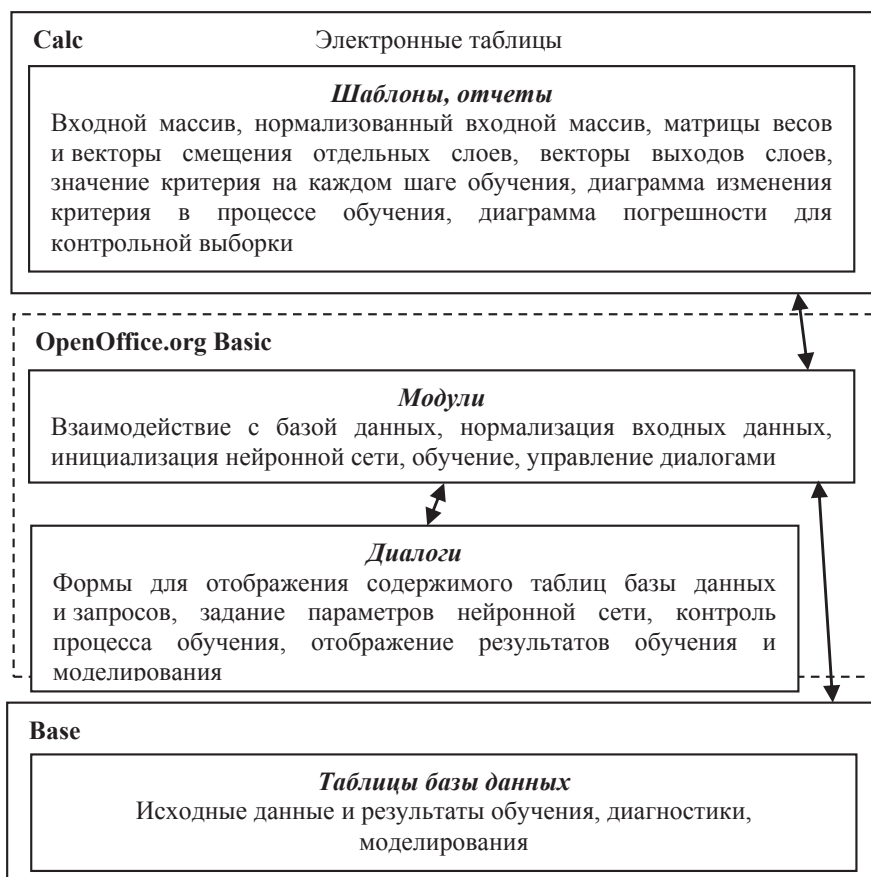 Calc Электронные таблицы
Шаблоны, отчеты
Входной массив, нормализованный входной массив, матрицы весов
и векторы смещения отдельных слоев, векторы выходов слоев,
значение критерия на каждом шаге обучения, диаграмма изменения
критерия в процессе обучения, диаграмма погрешности для
контрольной выборки
OpenOffice.org Basic
Модули
Взаимодействие с базой данных, нормализация входных данных,
инициализация нейронной сети, обучение, управление диалогами
Диалоги
Формы для отображения содержимого таблиц базы данных
и запросов, задание параметров нейронной сети, контроль
процесса обучения, отображение результатов обучения и
моделирования
Base
Таблицы базы данных
Исходные данные и результаты обучения, диагностики,
моделирования